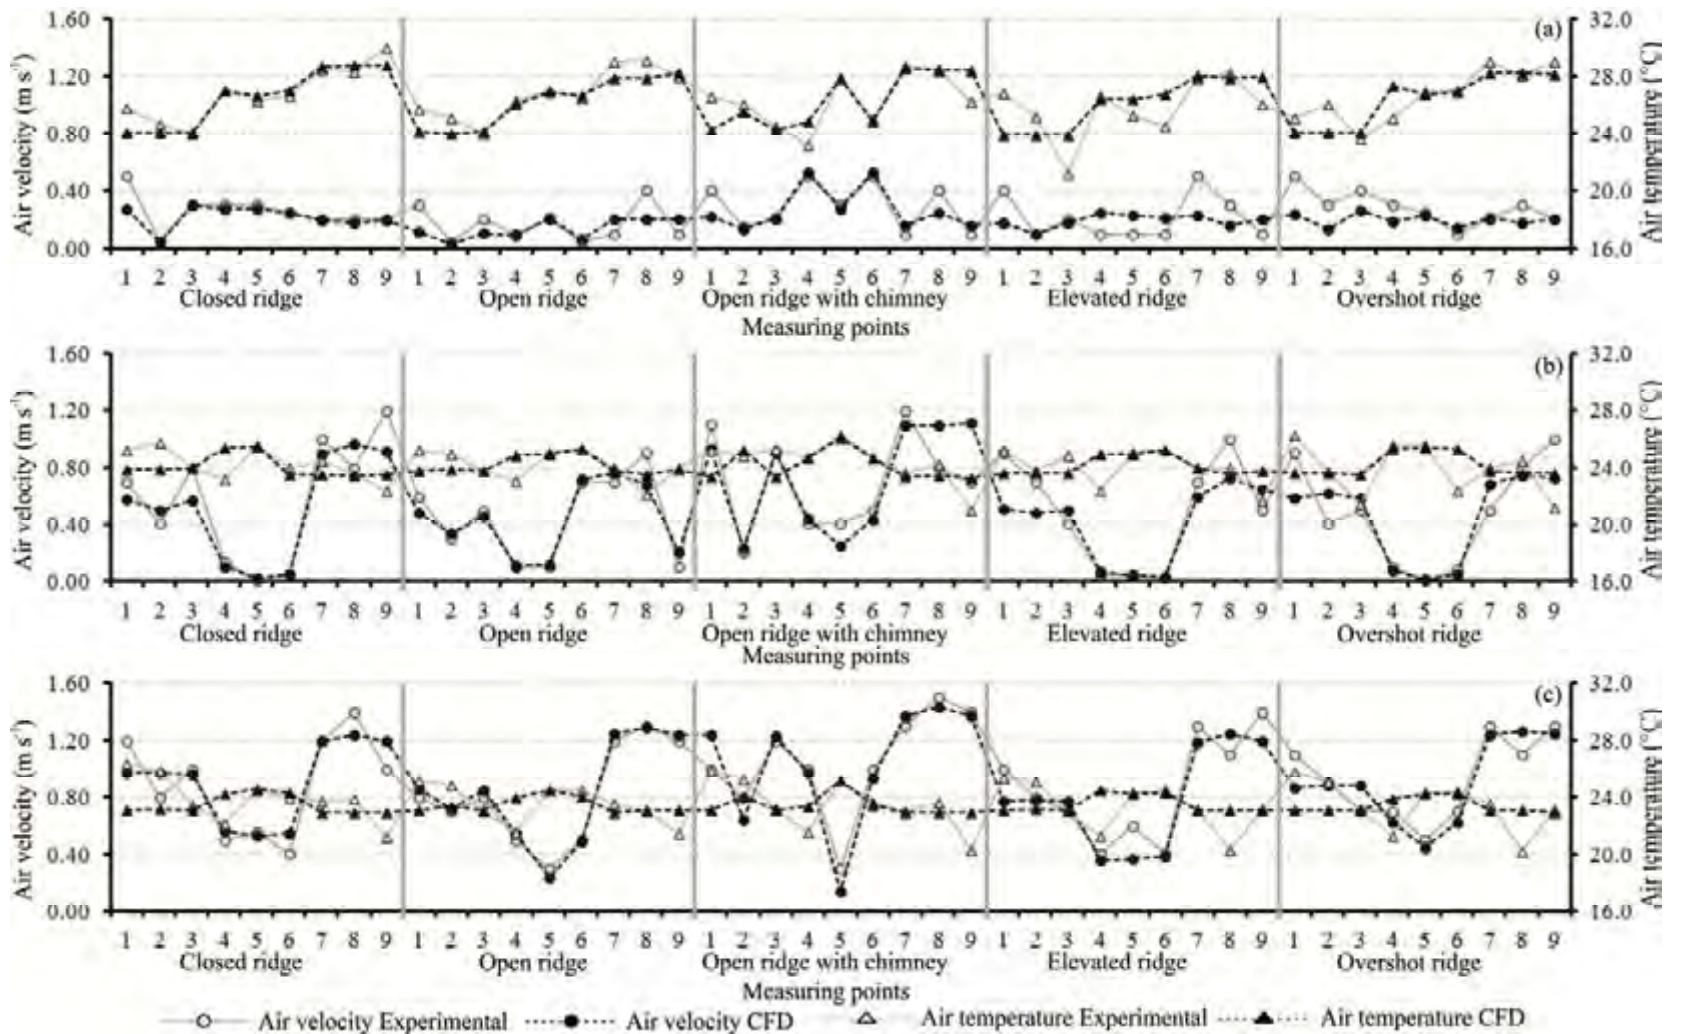 (a)
1.60 32.0
1.20 28.0
0.80 24.0
0.40 20.0
0.00 16.0
Air velocity (m s⁻¹)
Air temperature (°C)
1 2 3 4 5 6 7 8 9 1 2 3 4 5 6 7 8 9 1 2 3 4 5 6 7 8 9 1 2 3 4 5 6 7 8 9 1 2 3 4 5 6 7 8 9
Closed ridge Open ridge Open ridge with chimney Elevated ridge Overshot ridge
Measuring points
(b)
1.60 32.0
1.20 28.0
0.80 24.0
0.40 20.0
0.00 16.0
Air velocity (m s⁻¹)
Air temperature (°C)
1 2 3 4 5 6 7 8 9 1 2 3 4 5 6 7 8 9 1 2 3 4 5 6 7 8 9 1 2 3 4 5 6 7 8 9 1 2 3 4 5 6 7 8 9
Closed ridge Open ridge Open ridge with chimney Elevated ridge Overshot ridge
Measuring points
(c)
1.60 32.0
1.20 28.0
0.80 24.0
0.40 20.0
0.00 16.0
Air velocity (m s⁻¹)
Air temperature (°C)
1 2 3 4 5 6 7 8 9 1 2 3 4 5 6 7 8 9 1 2 3 4 5 6 7 8 9 1 2 3 4 5 6 7 8 9 1 2 3 4 5 6 7 8 9
Closed ridge Open ridge Open ridge with chimney Elevated ridge Overshot ridge
Measuring points
Air velocity Experimental Air velocity CFD Air temperature Experimental Air temperature CFD